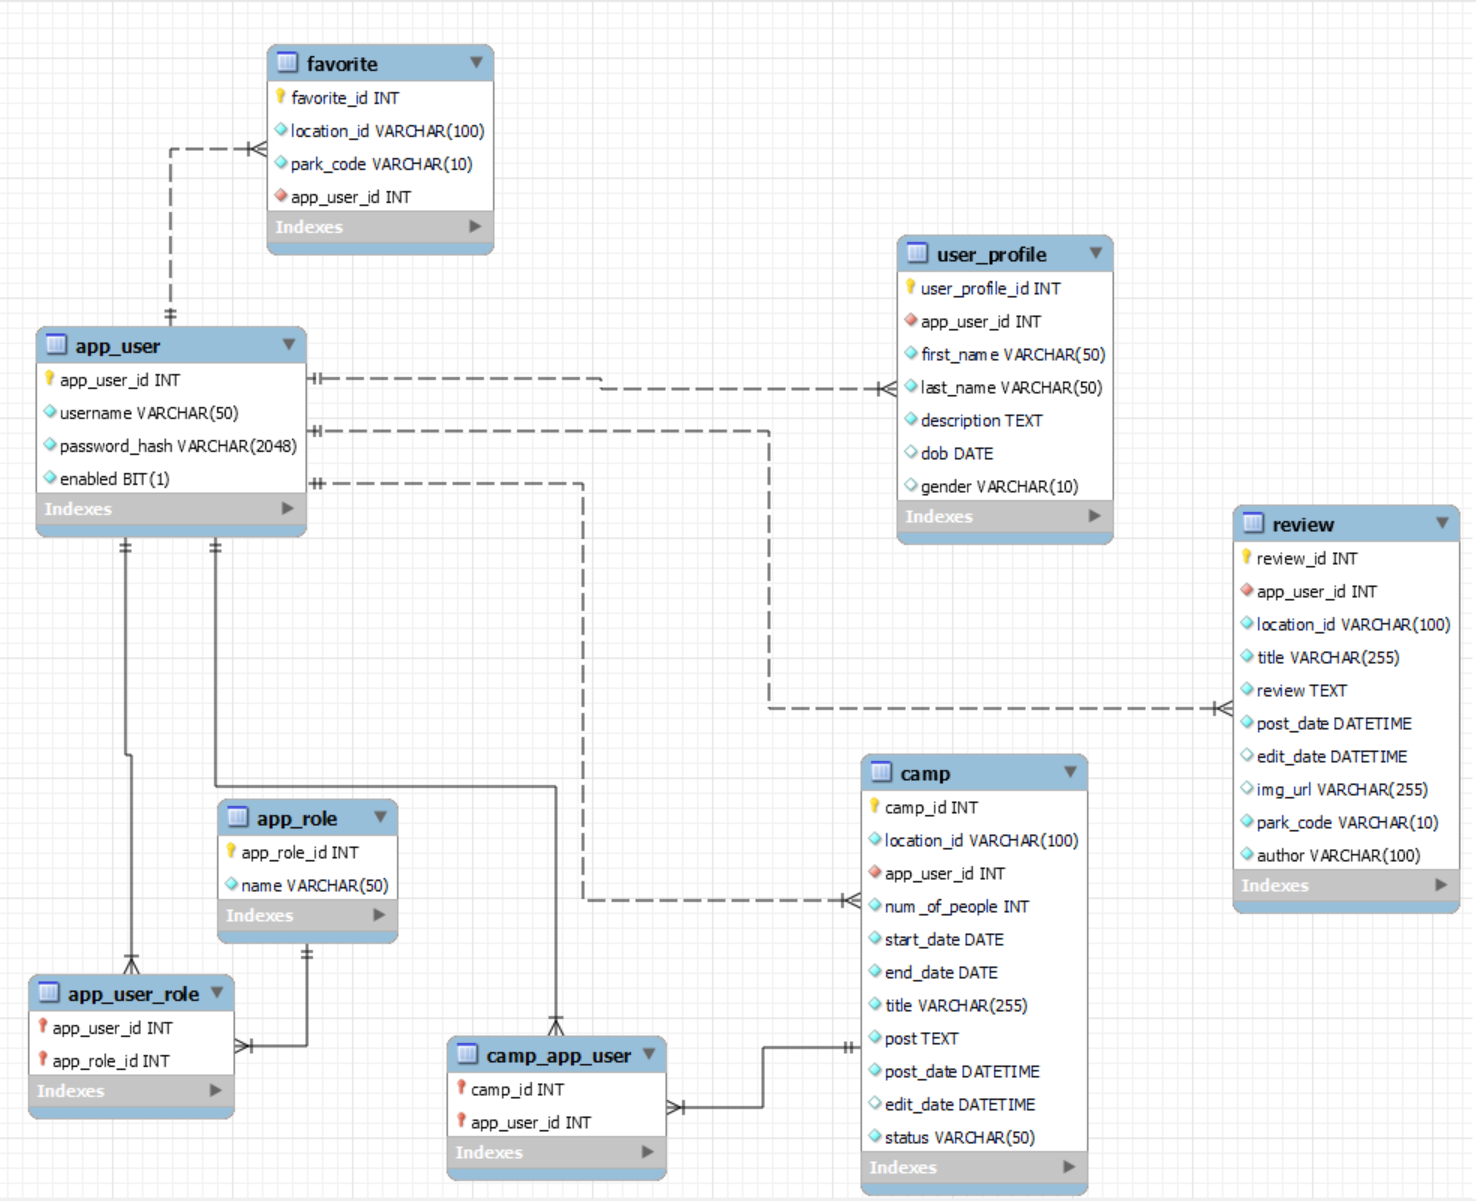 favorite
favorite_id INT
location_id VARCHAR(100)
park_code VARCHAR(10)
app_user_id INT
Indexes
user_profile
user_profile_id INT
app_user_id INT
first_name VARCHAR(50)
last_name VARCHAR(50)
description TEXT
dob DATE
gender VARCHAR(10)
Indexes
app_user
app_user_id INT
username VARCHAR(50)
password_hash VARCHAR(2048)
enabled BIT(1)
Indexes
review
review_id INT
app_user_id INT
location_id VARCHAR(100)
title VARCHAR(255)
review TEXT
post_date DATETIME
edit_date DATETIME
img_url VARCHAR(255)
park_code VARCHAR(10)
author VARCHAR(100)
Indexes
camp
camp_id INT
location_id VARCHAR(100)
app_user_id INT
num_of_people INT
start_date DATE
end_date DATE
title VARCHAR(255)
post TEXT
post_date DATETIME
edit_date DATETIME
status VARCHAR(50)
Indexes
app_role
app_role_id INT
name VARCHAR(50)
Indexes
app_user_role
app_user_id INT
app_role_id INT
Indexes
camp_app_user
camp_id INT
app_user_id INT
Indexes